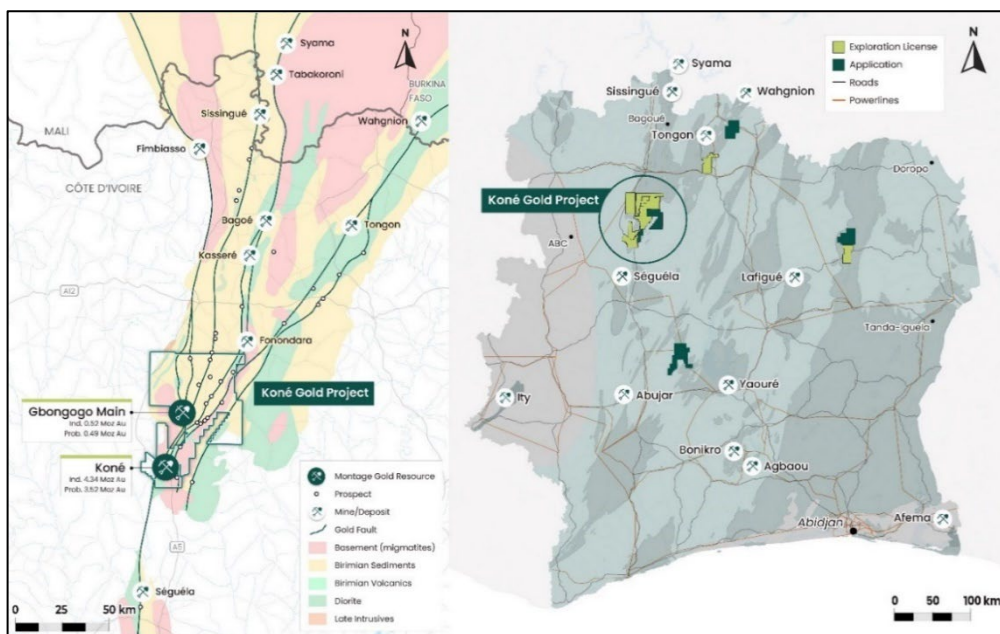 Syama
N
Tabakoroni
BURKINA
FASO
Sissingué
Wahgnion
MALI
Fimbiasso
CÔTE D'IVOIRE
Bagoé
Tongon
Kasseré
A12
Fonondara
Koné Gold Project
Gbongogo Main
Ind. 0.52 Moz Au
Prob. 0.49 Moz Au
Koné
Ind. 4.34 Moz Au
Prob. 3.52 Moz Au
Montage Gold Resource
Prospect
Mine/Deposit
Gold Fault
Basement (migmatites)
Birimian Sediments
Birimian Volcanics
Diorite
Late Intrusives
A5
Séguéla
0 25 50 km
N
Exploration License
Application
Roads
Powerlines
Syama
Sissingué
Wahgnion
Bagoué
Tongon
Doropo
Koné Gold Project
ABC
Séguéla
Lafigué
Tanda-Iguela
Ity
Abujar
Yaouré
Bonikro
Agbaou
Abidjan
Afema
0 25 50 100 km